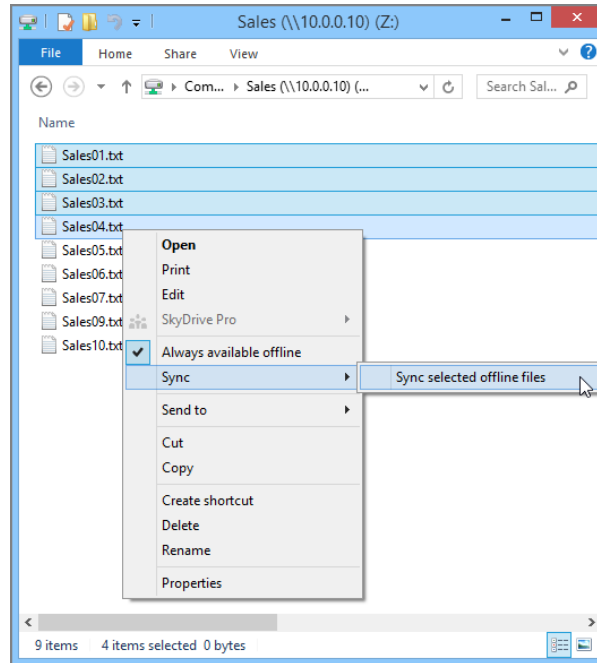 Sales (\\10.0.0.10) (Z:)
File Home Share View
Com... Sales (\\10.0.0.10) (... Search Sal...
Name
Sales01.txt
Sales02.txt
Sales03.txt
Sales04.txt
Sales05.txt
Sales06.txt
Sales07.txt
Sales09.txt
Sales10.txt
Open
Print
Edit
SkyDrive Pro
Always available offline
Sync
Sync selected offline files
Send to
Cut
Copy
Create shortcut
Delete
Rename
Properties
9 items 4 items selected 0 bytes